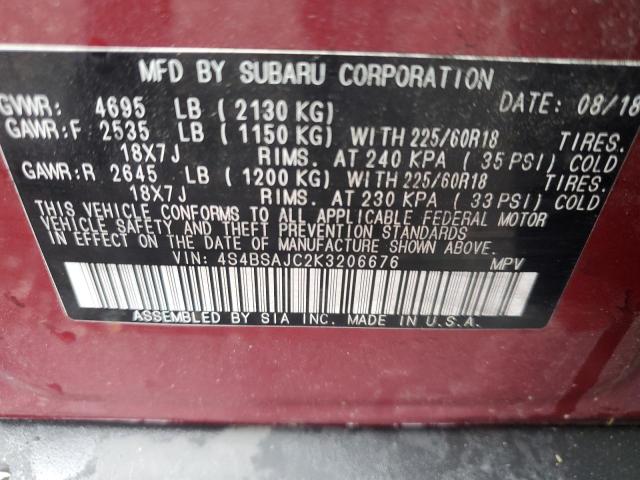 MFD BY SUBARU CORPORATION DATE: 08/18
GVWR: 4695 LB ( 2130 KG)
GAWR:F 2535 LB ( 1150 KG) WITH 225/60R18 TIRES.
18X7J RIMS. AT 240 KPA ( 35 PSI) COLD
GAWR:R 2645 LB ( 1200 KG) WITH 225/60R18 TIRES.
18X7J RIMS. AT 230 KPA ( 33 PSI) COLD
THIS VEHICLE CONFORMS TO ALL APPLICABLE FEDERAL MOTOR
VEHICLE SAFETY AND THEFT PREVENTION STANDARDS IN EFFECT
ON THE DATE OF MANUFACTURE SHOWN ABOVE.
VIN: 4S4BSAJC2K3206676 MPV
ASSEMBLED BY SIA INC. MADE IN U.S.A.